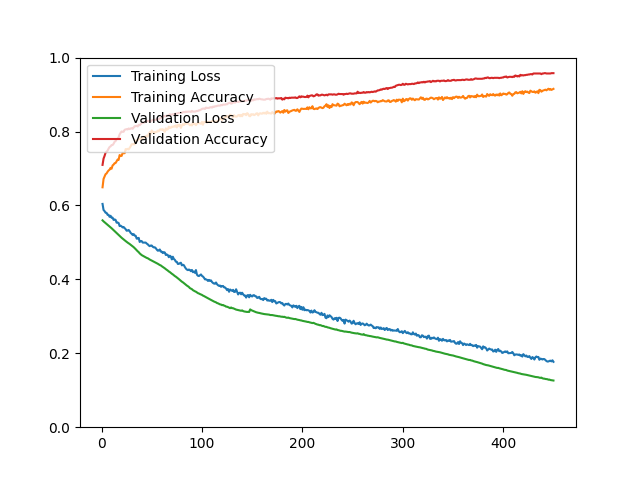 1.0
0.8
0.6
0.4
0.2
0.0
0 100 200 300 400
Training Loss
Training Accuracy
Validation Loss
Validation Accuracy